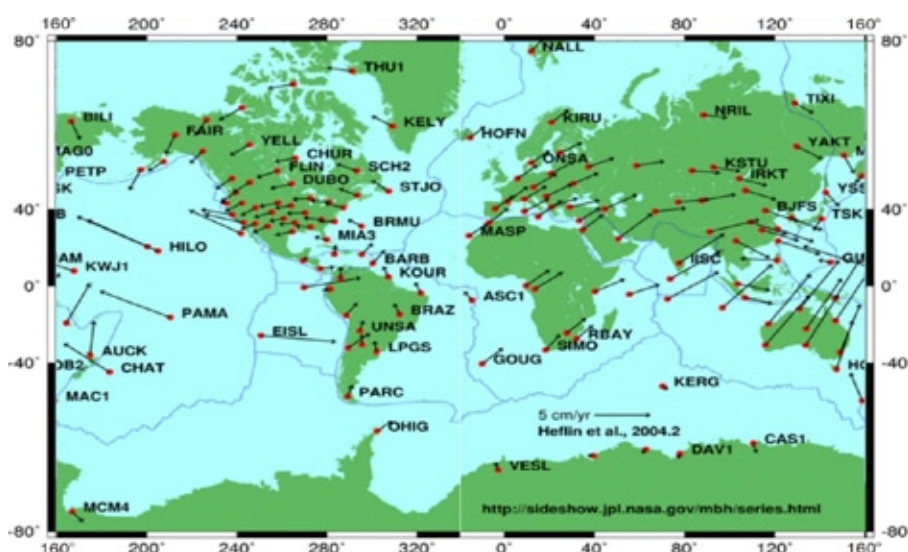 160˚ 200˚ 240˚ 280˚ 320˚ 0˚ 40˚ 80˚ 120˚ 160˚
80˚ 80˚
NALL
THU1
TIXI
BILI KELY KIRU NRIL
FAIR HOFN
YELL YAKT
MAG0 CHUR ONSA
PETP FLIN SCH2 KSTU
DUBO STJO IRKT
40˚ BJFS TSK 40˚
BRMU
MIA3 MASP
HILO
BARB IISC
KWJ1 KOUR
0˚ 0˚
ASC1
PAMA BRAZ
EISL UNSA RBAY
AUCK LPGS SIMO
CHAT GOUG
-40˚ -40˚
KERG
MAC1 PARC
5 cm/yr
OHIG Heflin et al., 2004.2
CAS1
DAV1
VESL
MCM4 http://sideshow.jpl.nasa.gov/mbh/series.html
-80˚ -80˚
160˚ 200˚ 240˚ 280˚ 320˚ 0˚ 40˚ 80˚ 120˚ 160˚